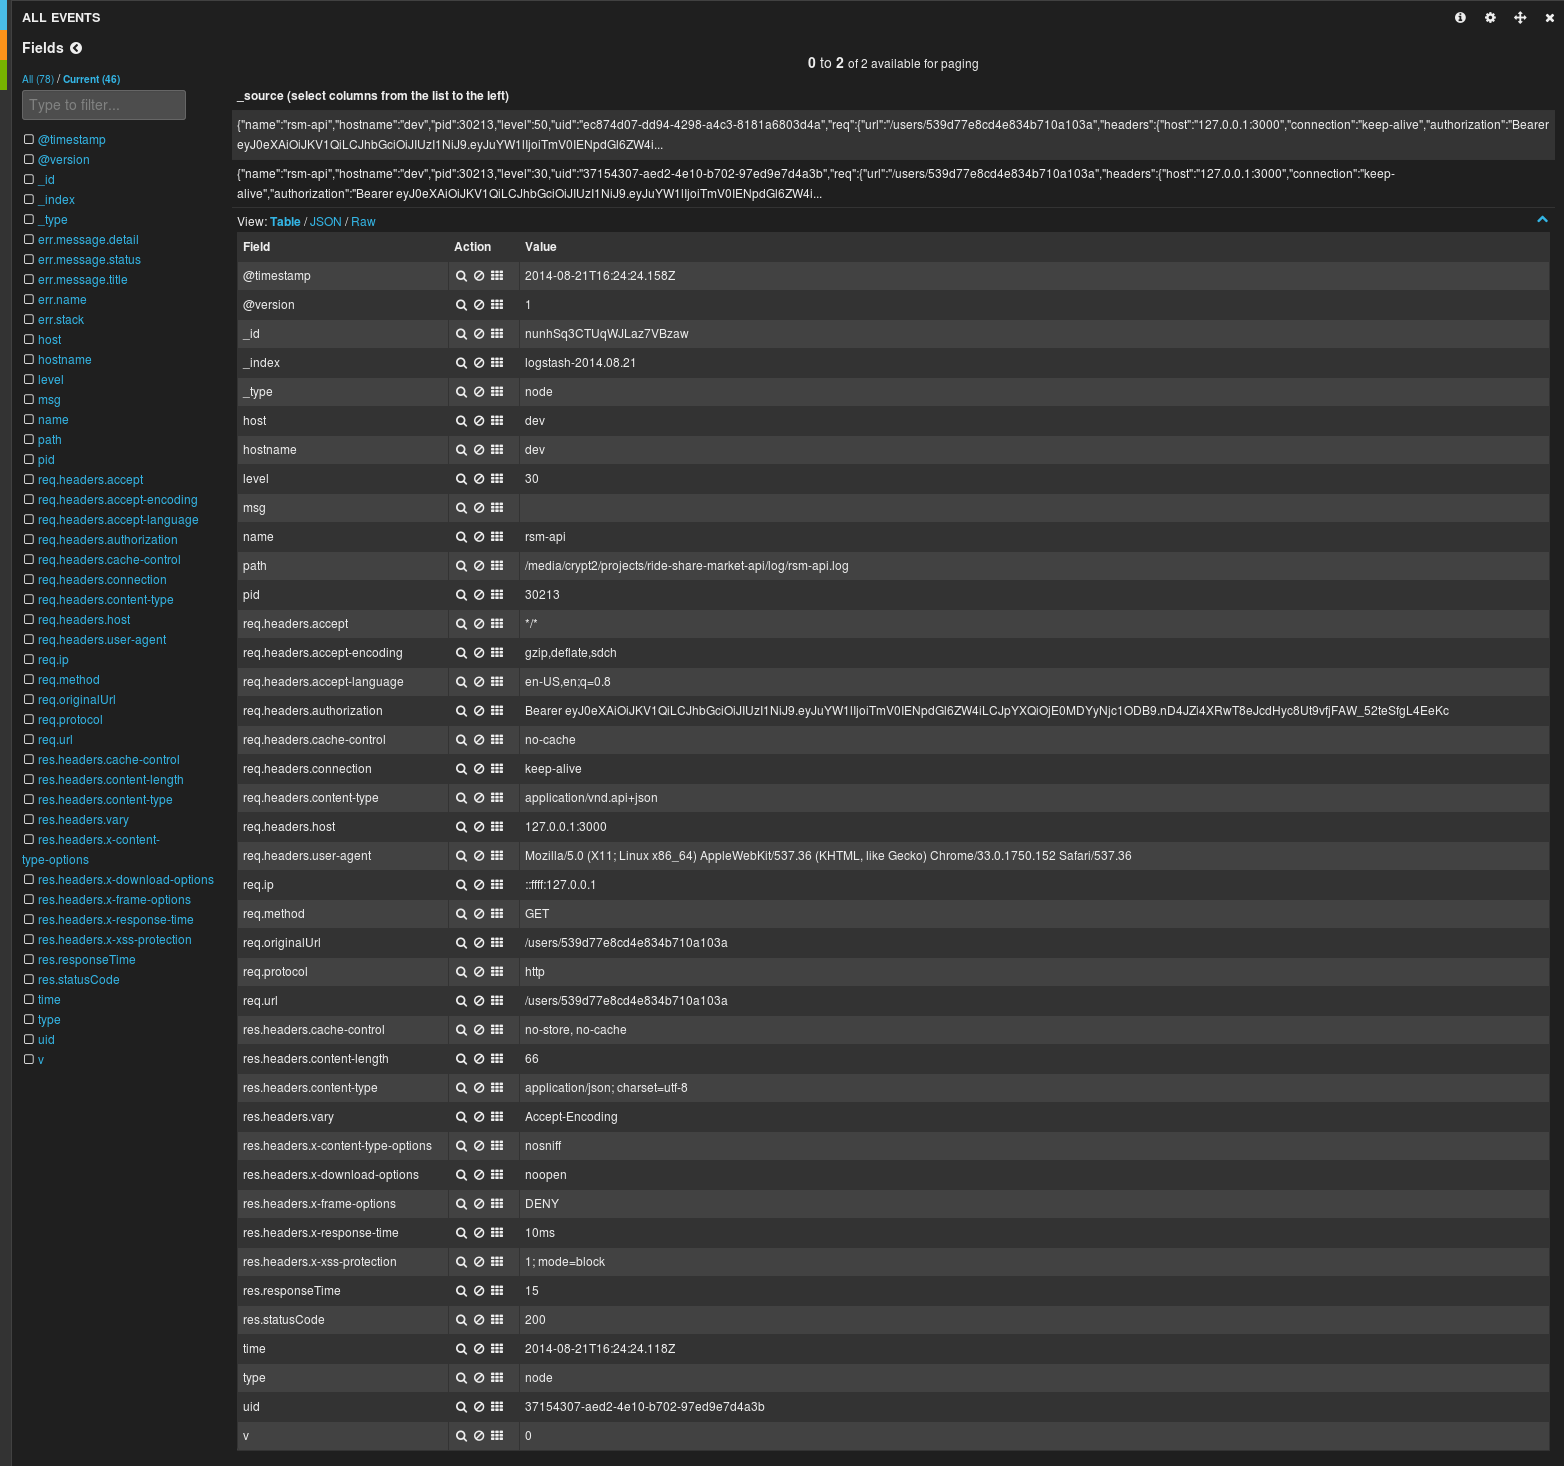 ALL EVENTS
Fields
All (78) / Current (46)
Type to filter...
@timestamp
@version
_id
_index
_type
err.message.detail
err.message.status
err.message.title
err.name
err.stack
host
hostname
level
msg
name
path
pid
req.headers.accept
req.headers.accept-encoding
req.headers.accept-language
req.headers.authorization
req.headers.cache-control
req.headers.connection
req.headers.content-type
req.headers.host
req.headers.user-agent
req.ip
req.method
req.originalUrl
req.protocol
req.url
res.headers.cache-control
res.headers.content-length
res.headers.content-type
res.headers.vary
res.headers.x-content-
type-options
res.headers.x-download-options
res.headers.x-frame-options
res.headers.x-response-time
res.headers.x-xss-protection
res.responseTime
res.statusCode
time
type
uid
v
0 to 2 of 2 available for paging
_source (select columns from the list to the left)
{"name":"rsm-api","hostname":"dev","pid":30213,"level":50,"uid":"ec874d07-dd94-4298-a4c3-8181a6803d4a","req":{"url":"/users/539d77e8cd4e834b710a103a","headers":{"host":"127.0.0.1:3000","connection":"keep-alive","authorization":"Bearer
eyJ0eXAiOiJKV1QiLCJhbGciOiJIUzI1NiJ9.eyJuYW1lIjoiTmV0IENpdGl6ZW4i...
{"name":"rsm-api","hostname":"dev","pid":30213,"level":30,"uid":"37154307-aed2-4e10-b702-97ed9e7d4a3b","req":{"url":"/users/539d77e8cd4e834b710a103a","headers":{"host":"127.0.0.1:3000","connection":"keep-
alive","authorization":"Bearer eyJ0eXAiOiJKV1QiLCJhbGciOiJIUzI1NiJ9.eyJuYW1lIjoiTmV0IENpdGl6ZW4i...
View: Table / JSON / Raw
Field Action Value
@timestamp 2014-08-21T16:24:24.158Z
@version 1
_id nunhSq3CTUqWJLaz7VBzaw
_index logstash-2014.08.21
_type node
host dev
hostname dev
level 30
msg
name rsm-api
path /media/crypt2/projects/ride-share-market-api/log/rsm-api.log
pid 30213
req.headers.accept */*
req.headers.accept-encoding gzip,deflate,sdch
req.headers.accept-language en-US,en;q=0.8
req.headers.authorization Bearer eyJ0eXAiOiJKV1QiLCJhbGciOiJIUzI1NiJ9.eyJuYW1lIjoiTmV0IENpdGl6ZW4iLCJpYXQiOjE0MDYyNjc1ODB9.nD4JZi4XRwT8eJcdHyc8Ut9vfjFAW_52teSfgL4EeKc
req.headers.cache-control no-cache
req.headers.connection keep-alive
req.headers.content-type application/vnd.api+json
req.headers.host 127.0.0.1:3000
req.headers.user-agent Mozilla/5.0 (X11; Linux x86_64) AppleWebKit/537.36 (KHTML, like Gecko) Chrome/33.0.1750.152 Safari/537.36
req.ip ::ffff:127.0.0.1
req.method GET
req.originalUrl /users/539d77e8cd4e834b710a103a
req.protocol http
req.url /users/539d77e8cd4e834b710a103a
res.headers.cache-control no-store, no-cache
res.headers.content-length 66
res.headers.content-type application/json; charset=utf-8
res.headers.vary Accept-Encoding
res.headers.x-content-type-options nosniff
res.headers.x-download-options noopen
res.headers.x-frame-options DENY
res.headers.x-response-time 10ms
res.headers.x-xss-protection 1; mode=block
res.responseTime 15
res.statusCode 200
time 2014-08-21T16:24:24.118Z
type node
uid 37154307-aed2-4e10-b702-97ed9e7d4a3b
v 0